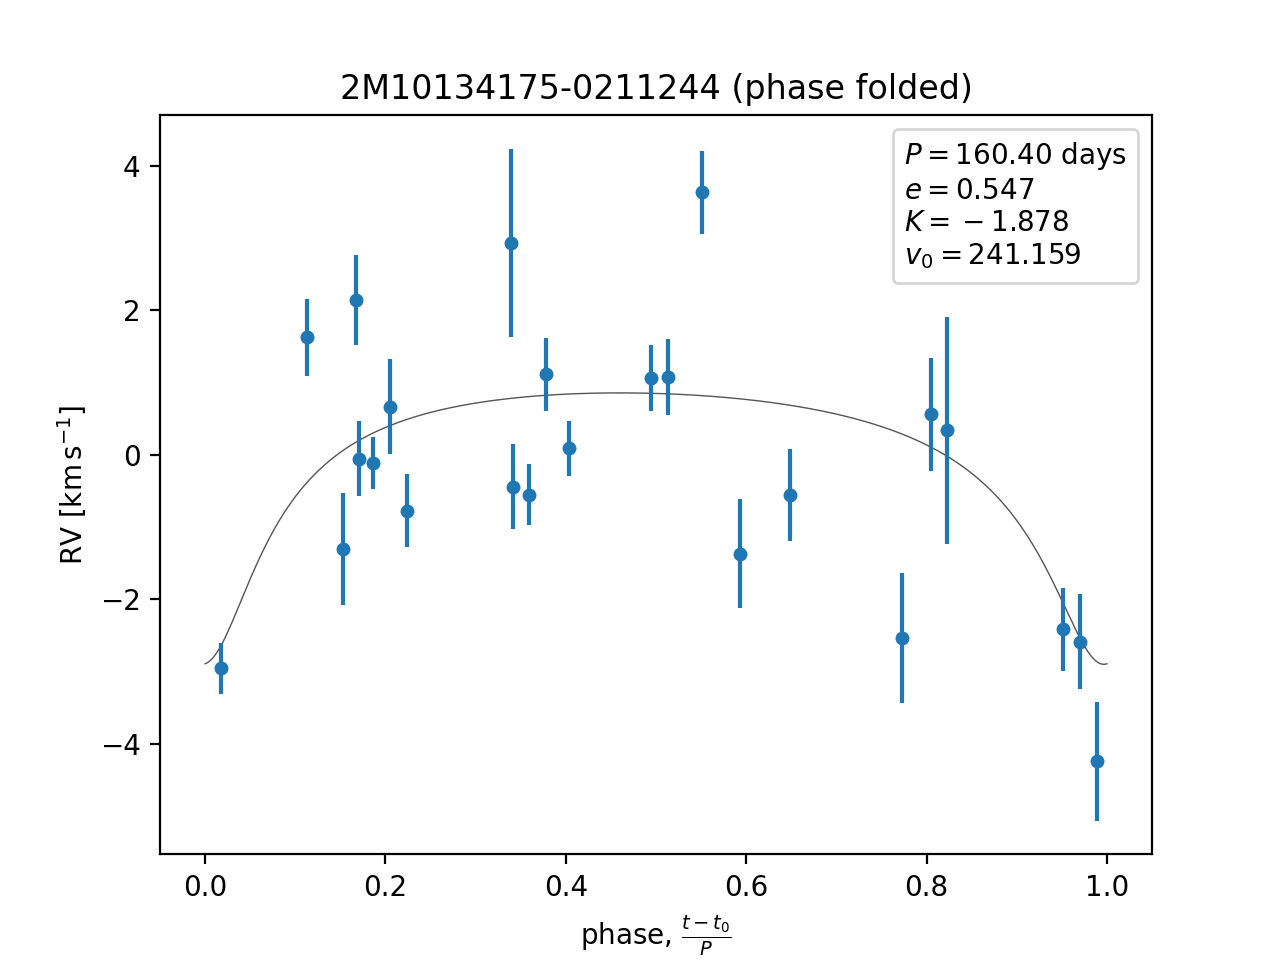 2M10134175-0211244 (phase folded)
P = 160.40 days
e = 0.547
K = −1.878
v₀ = 241.159
4
2
0
−2
−4
RV [km s⁻¹]
0.0 0.2 0.4 0.6 0.8 1.0
phase, (t − t₀)/P